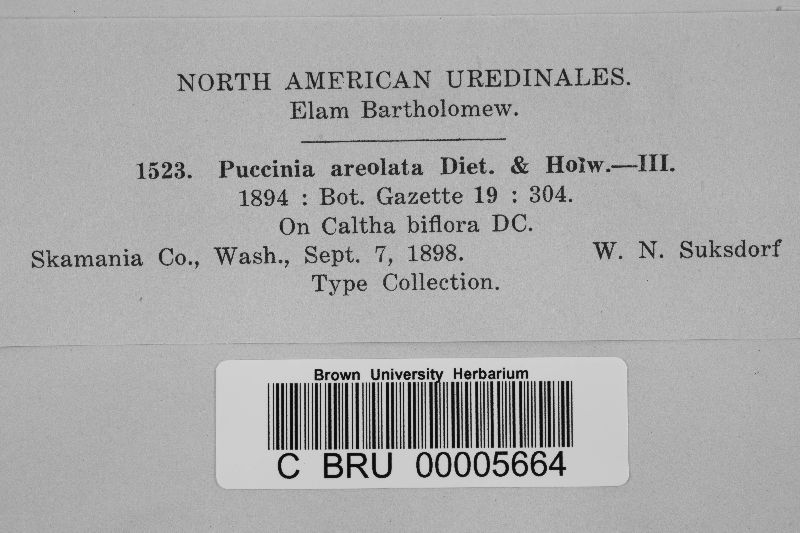 NORTH AMERICAN UREDINALES.
Elam Bartholomew.
1523. Puccinia areolata Diet. & Holw.—III.
1894 : Bot. Gazette 19 : 304.
On Caltha biflora DC.
Skamania Co., Wash., Sept. 7, 1898. W. N. Suksdorf
Type Collection.
Brown University Herbarium
C BRU 00005664